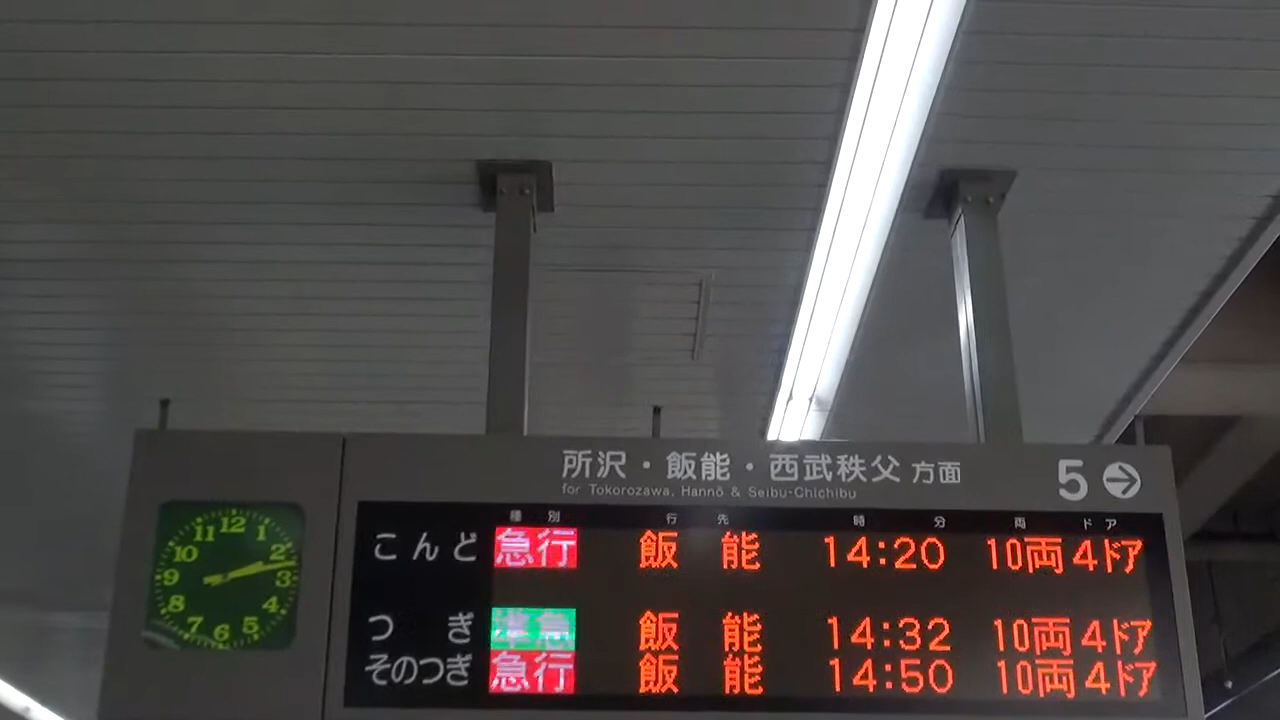 所沢・飯能・西武秩父 方面 5
for Tokorozawa, Hannō & Seibu-Chichibu
種別 行先 時分 両 ドア
こんど 急行 飯能 14:20 10両 4ドア
つぎ 準急 飯能 14:32 10両 4ドア
そのつぎ 急行 飯能 14:50 10両 4ドア
12
11 1
10 2
9 3
8 4
7 5
6